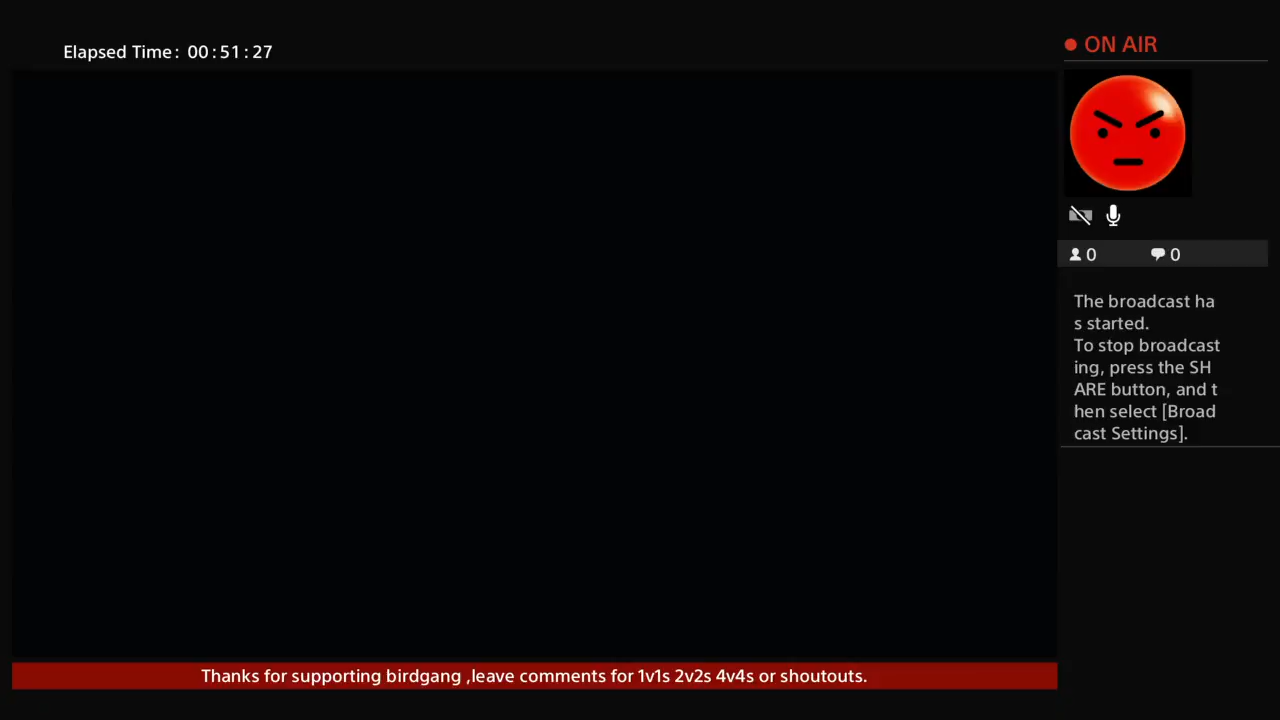 Elapsed Time: 00:51:27
ON AIR
0 0
The broadcast ha
s started.
To stop broadcast
ing, press the SH
ARE button, and t
hen select [Broad
cast Settings].
Thanks for supporting birdgang ,leave comments for 1v1s 2v2s 4v4s or shoutouts.